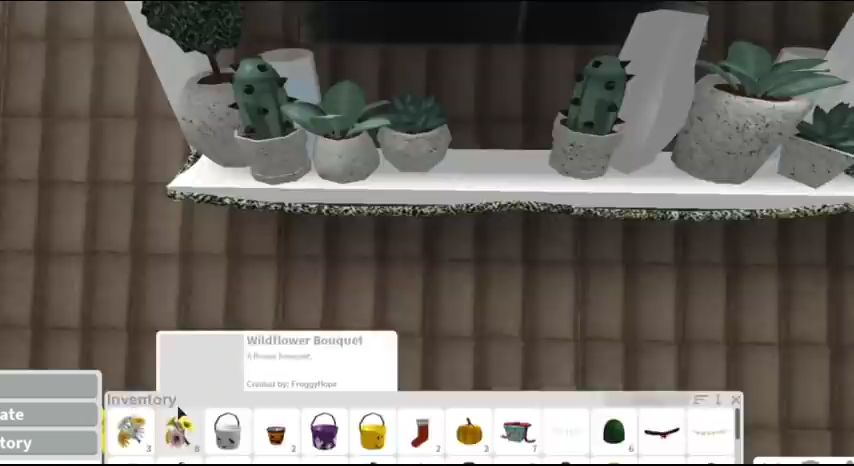 Wildflower Bouquet
A flower bouquet.
Created by: FroggyHope
Inventory
ate
tory
3
8
2
2
3
7
6